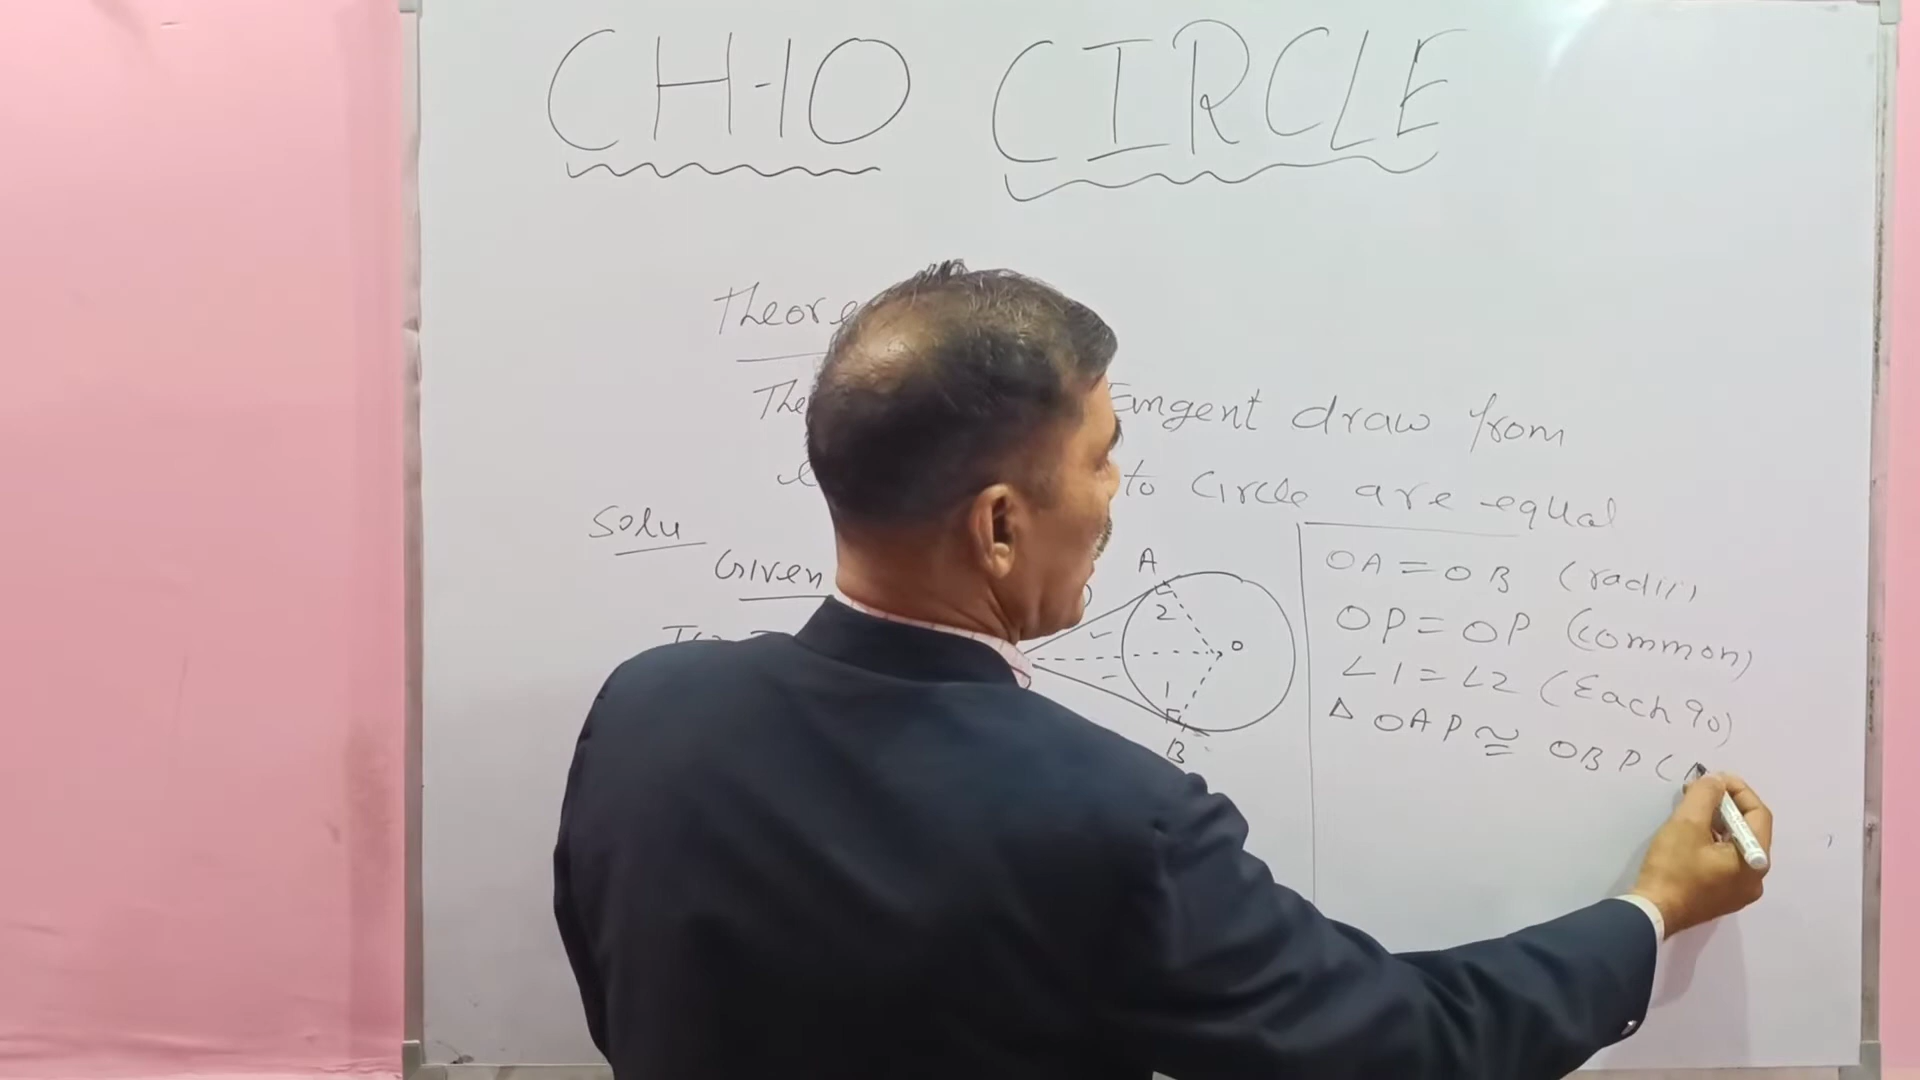 CH-10 CIRCLE
Theore
The Tangent draw from
to Circle are equal
Solu
Given
A
2
O
1
B
OA = OB (radii)
OP = OP (common)
∠1 = ∠2 (Each 90)
Δ OAP ≅ OBP (